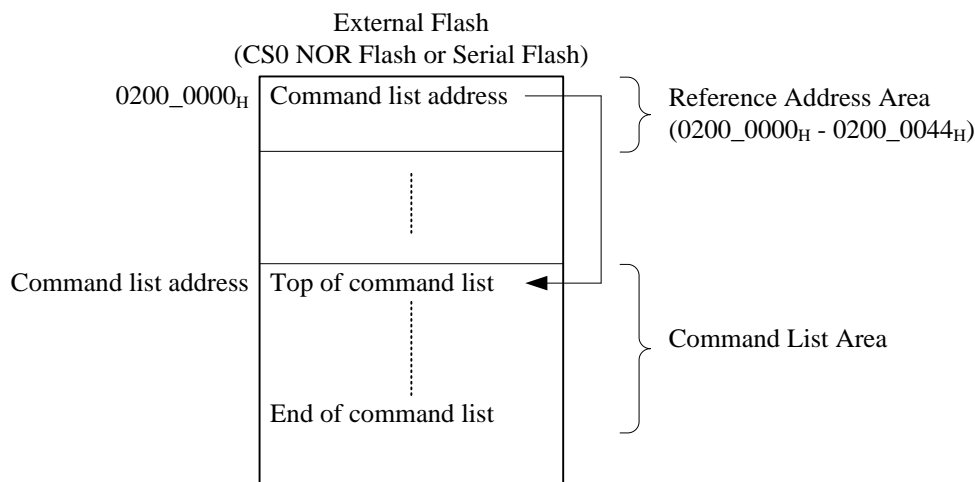 External Flash
(CS0 NOR Flash or Serial Flash)
0200_0000H
Command list address
Reference Address Area
(0200_0000H - 0200_0044H)
Command list address
Top of command list
Command List Area
End of command list